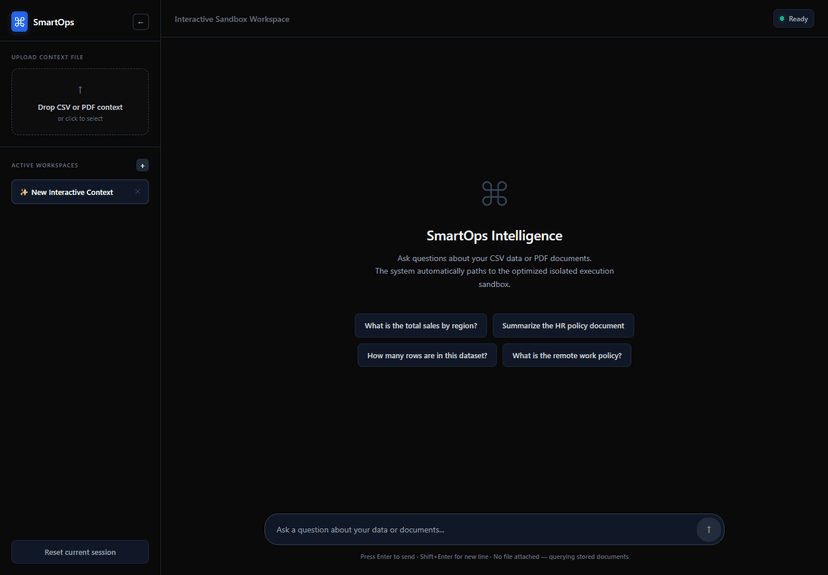 SmartOps
←
UPLOAD CONTEXT FILE
↑
Drop CSV or PDF context
or click to select
ACTIVE WORKSPACES
+
✨ New Interactive Context ×
Reset current session
Interactive Sandbox Workspace
Ready
⌘
SmartOps Intelligence
Ask questions about your CSV data or PDF documents.
The system automatically paths to the optimized isolated execution
sandbox.
What is the total sales by region?
Summarize the HR policy document
How many rows are in this dataset?
What is the remote work policy?
Ask a question about your data or documents...
↑
Press Enter to send · Shift+Enter for new line · No file attached — querying stored documents